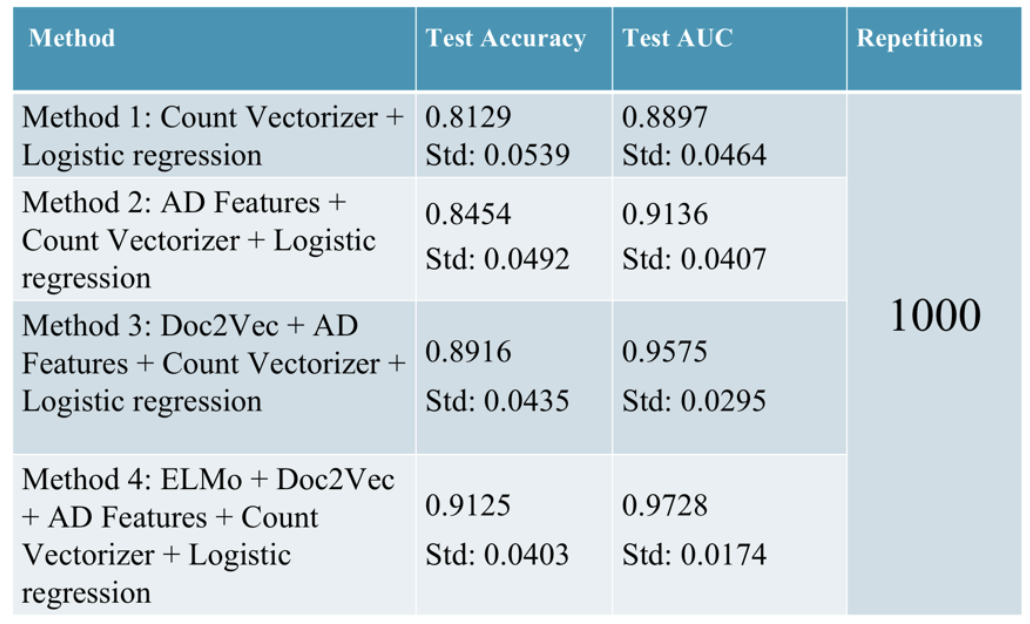 Method Test Accuracy Test AUC Repetitions
Method 1: Count Vectorizer + 0.8129 0.8897
Logistic regression Std: 0.0539 Std: 0.0464
Method 2: AD Features + 0.8454 0.9136
Count Vectorizer + Logistic
regression Std: 0.0492 Std: 0.0407
1000
Method 3: Doc2Vec + AD
Features + Count Vectorizer + 0.8916 0.9575
Logistic regression Std: 0.0435 Std: 0.0295
Method 4: ELMo + Doc2Vec
+ AD Features + Count 0.9125 0.9728
Vectorizer + Logistic Std: 0.0403 Std: 0.0174
regression